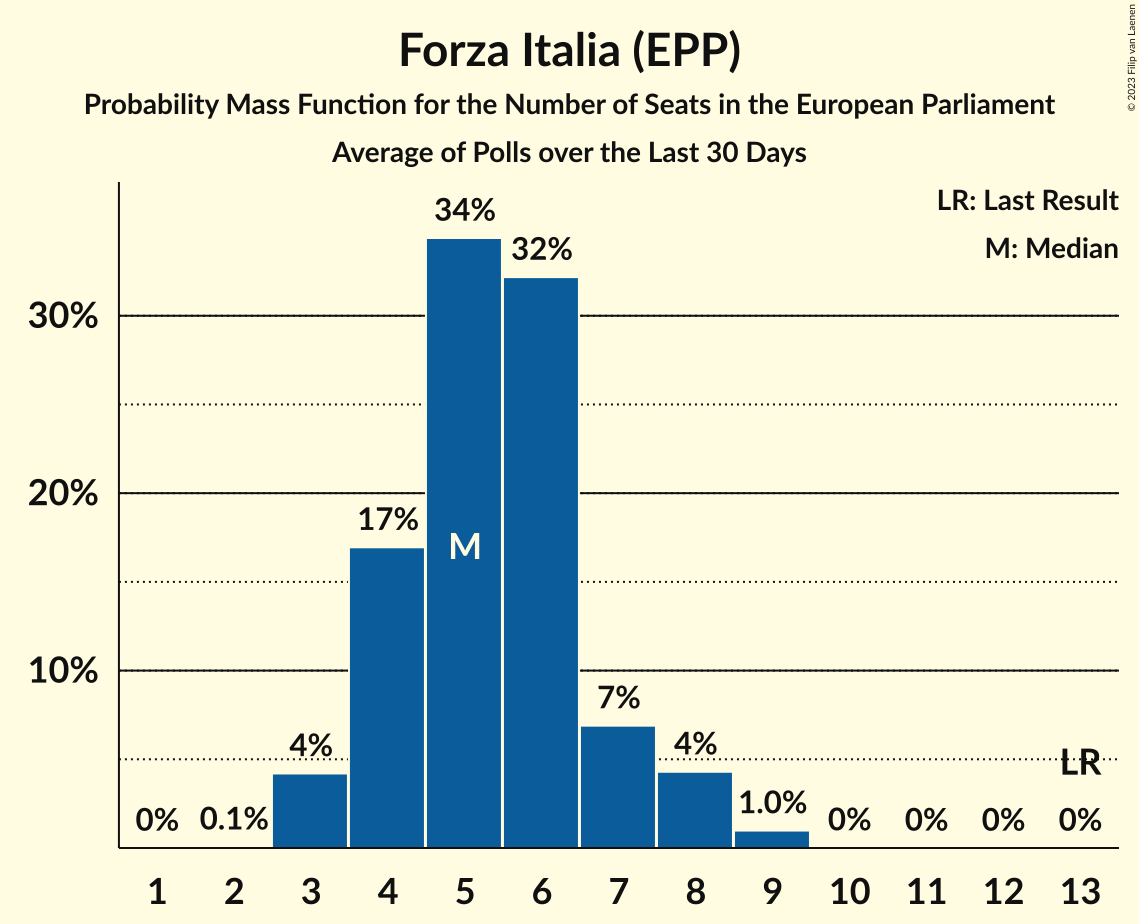 Forza Italia (EPP)
Probability Mass Function for the Number of Seats in the European Parliament
Average of Polls over the Last 30 Days
© 2023 Filip van Laenen
LR: Last Result
M: Median
34%
32%
30%
20%
17%
M
10%
7%
4%
4%
LR
1.0%
0%
0.1%
0%
0%
0%
0%
1 2 3 4 5 6 7 8 9 10 11 12 13